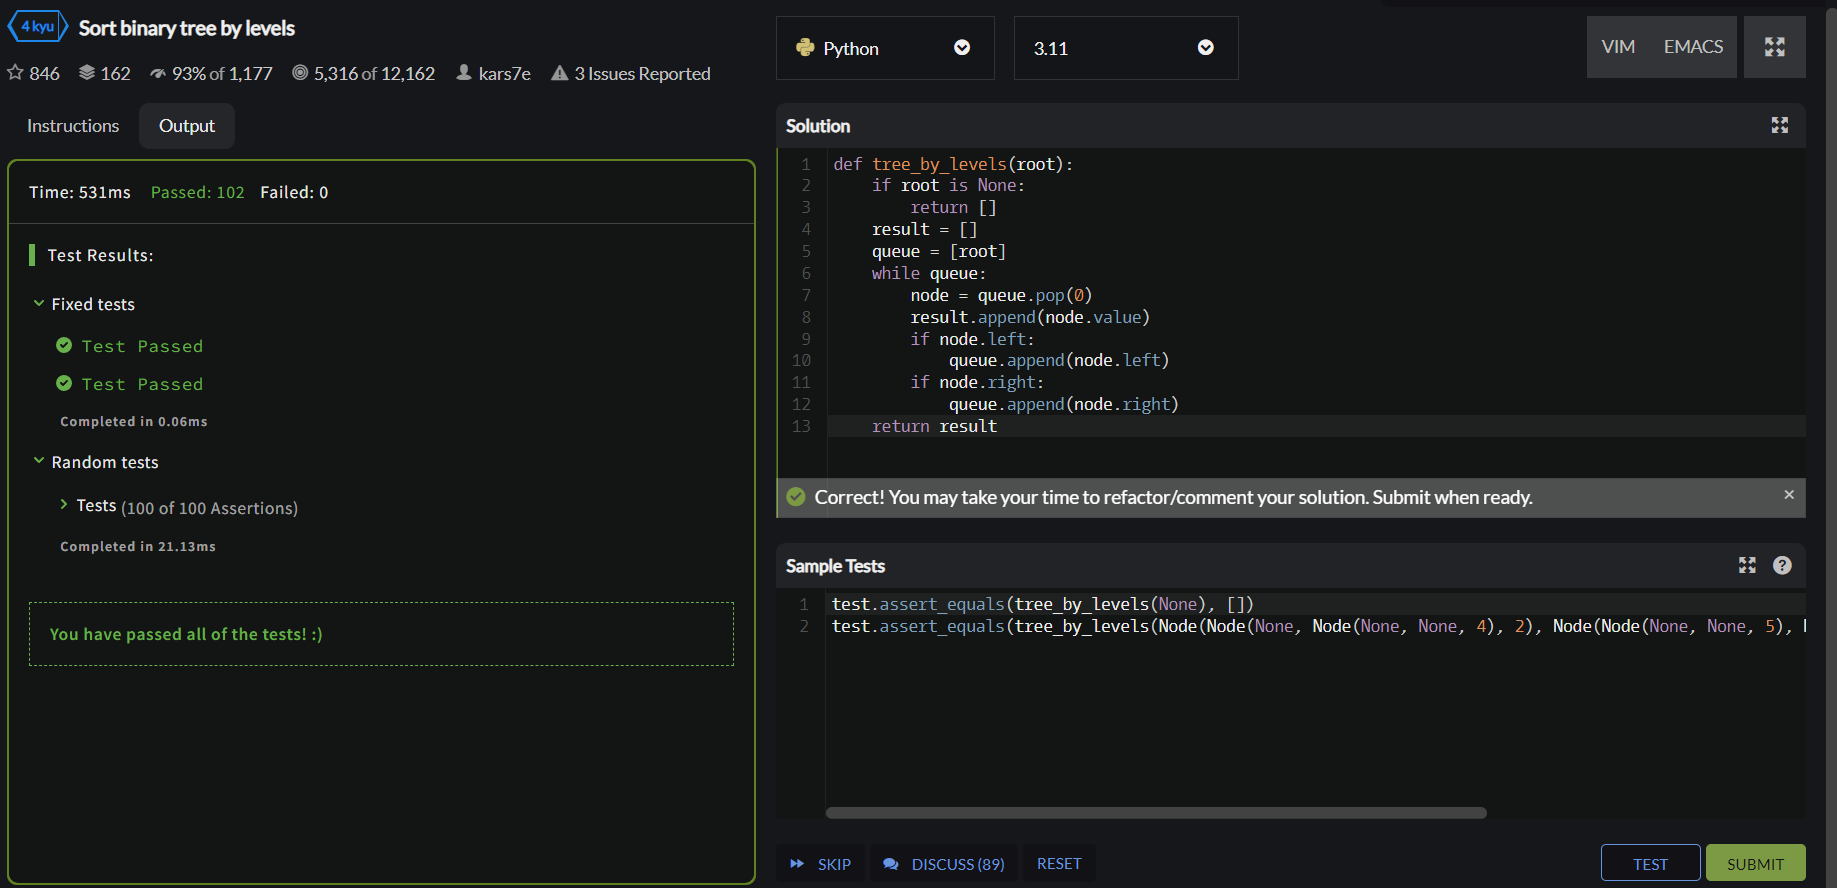 4 kyu Sort binary tree by levels
846 162 93% of 1,177 5,316 of 12,162 kars7e 3 Issues Reported
Instructions Output
Time: 531ms Passed: 102 Failed: 0
Test Results:
Fixed tests
Test Passed
Test Passed
Completed in 0.06ms
Random tests
Tests (100 of 100 Assertions)
Completed in 21.13ms
You have passed all of the tests! :)
Python 3.11 VIM EMACS
Solution
1 def tree_by_levels(root):
2     if root is None:
3         return []
4     result = []
5     queue = [root]
6     while queue:
7         node = queue.pop(0)
8         result.append(node.value)
9         if node.left:
10             queue.append(node.left)
11         if node.right:
12             queue.append(node.right)
13     return result
Correct! You may take your time to refactor/comment your solution. Submit when ready. ×
Sample Tests ?
1 test.assert_equals(tree_by_levels(None), [])
2 test.assert_equals(tree_by_levels(Node(Node(None, Node(None, None, 4), 2), Node(Node(None, None, 5),
SKIP DISCUSS (89) RESET TEST SUBMIT